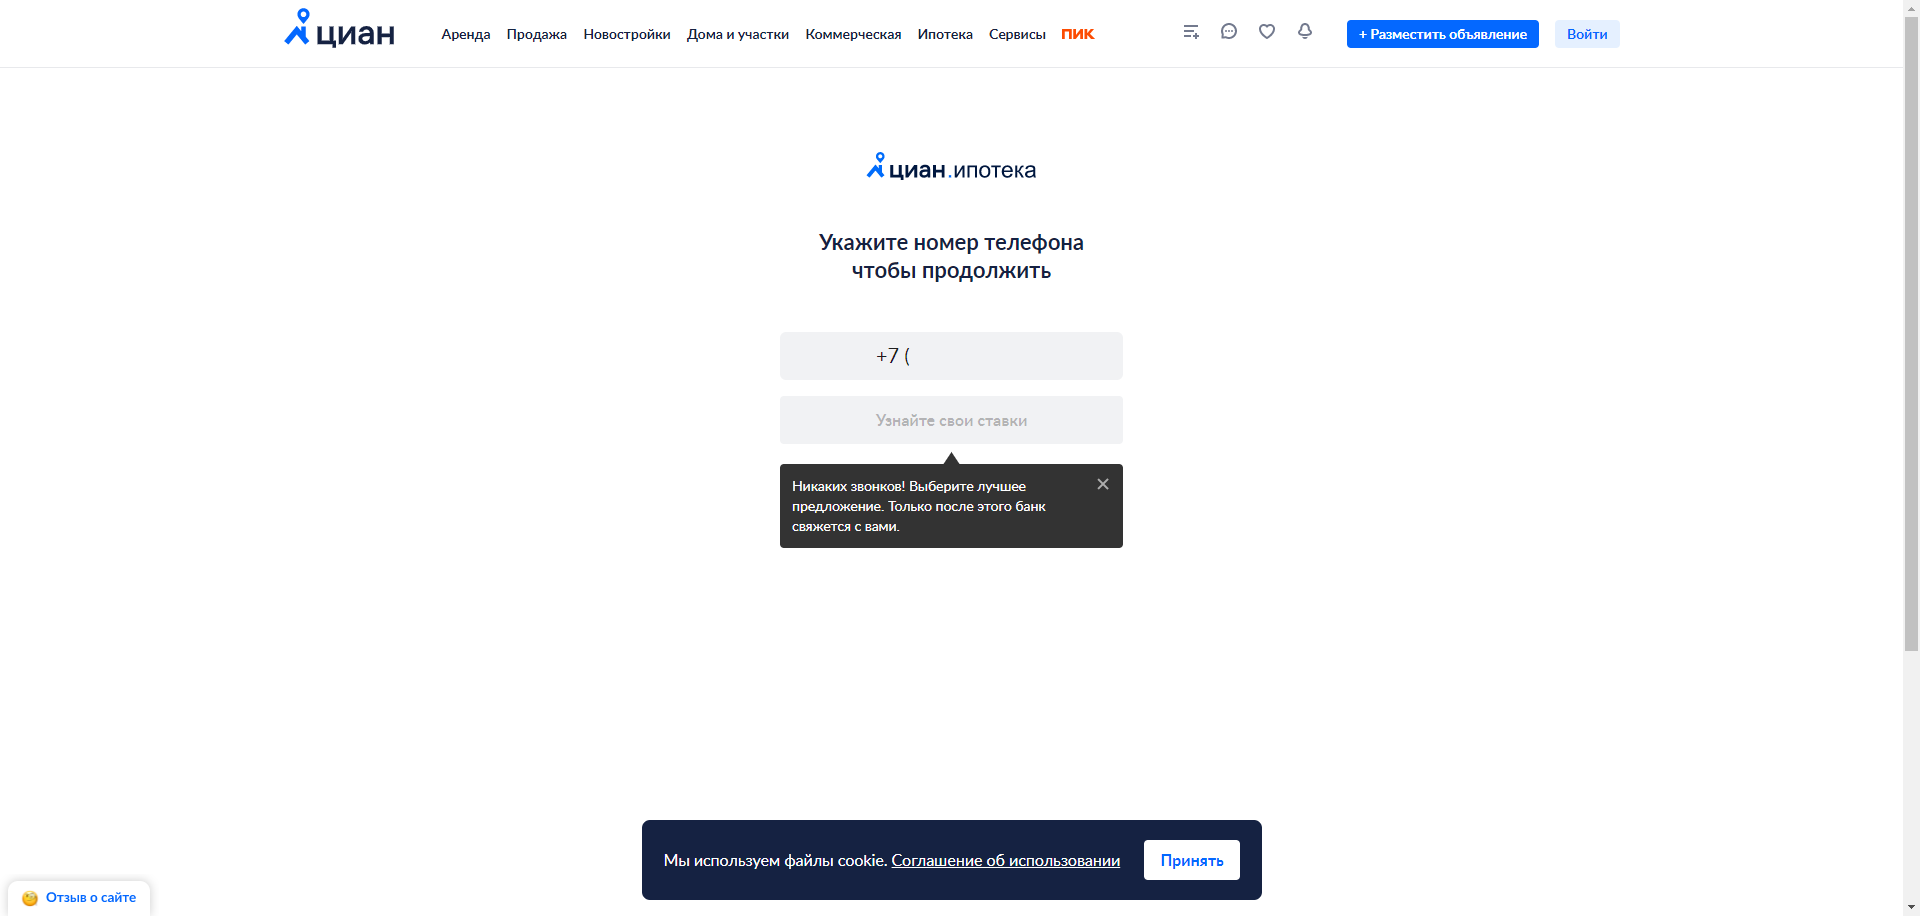 циан
Аренда Продажа Новостройки Дома и участки Коммерческая Ипотека Сервисы ПИК
+ Разместить объявление
Войти
циан.ипотека
Укажите номер телефона
чтобы продолжить
+7 (
Узнайте свои ставки
Никаких звонков! Выберите лучшее
предложение. Только после этого банк
свяжется с вами.
Мы используем файлы cookie. Соглашение об использовании
Принять
Отзыв о сайте